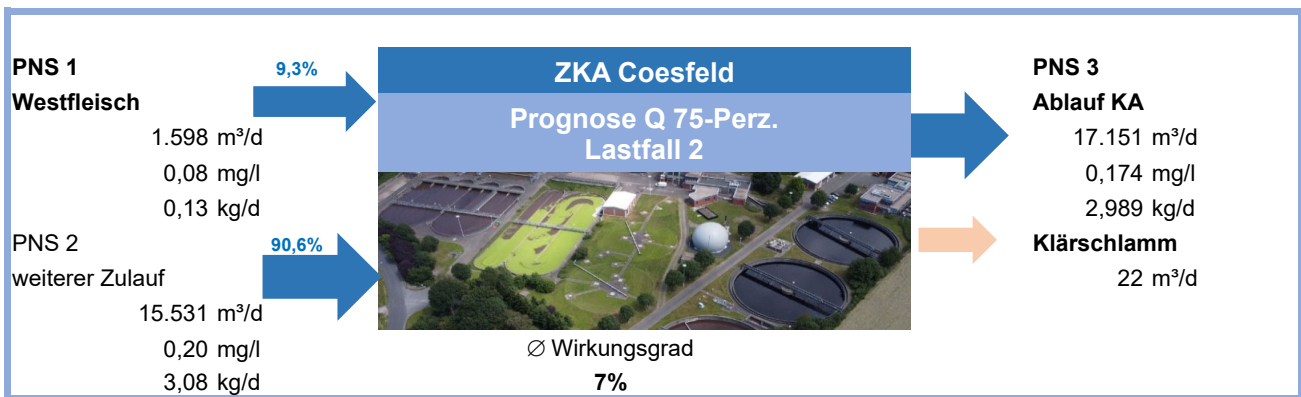 PNS 1
Westfleisch
1.598 m³/d
0,08 mg/l
0,13 kg/d
9,3%
PNS 2
weiterer Zulauf
15.531 m³/d
0,20 mg/l
3,08 kg/d
90,6%
ZKA Coesfeld
Prognose Q 75-Perz.
Lastfall 2
∅ Wirkungsgrad
7%
PNS 3
Ablauf KA
17.151 m³/d
0,174 mg/l
2,989 kg/d
Klärschlamm
22 m³/d